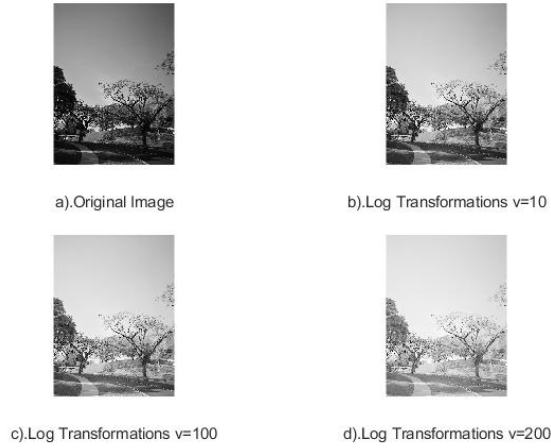 a).Original Image
b).Log Transformations v=10
c).Log Transformations v=100
d).Log Transformations v=200